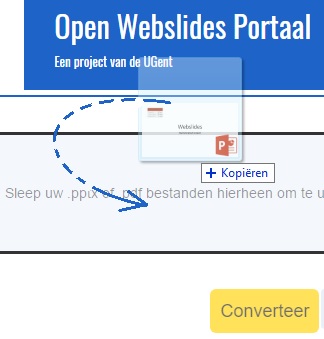 Open Webslides Portaal
Een project van de UGent
Webslides
P
Kopiëren
Sleep uw .pptx of .pdf bestanden hierheen om te u
Converteer